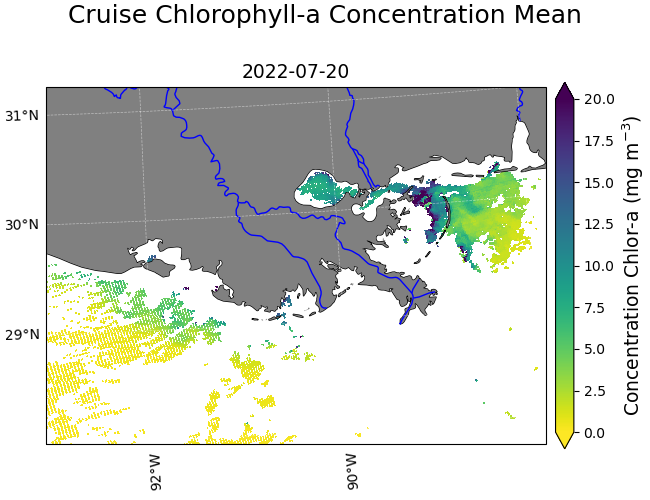 Cruise Chlorophyll-a Concentration Mean
2022-07-20
31°N
30°N
29°N
92°W
90°W
20.0
17.5
15.0
12.5
10.0
7.5
5.0
2.5
0.0
Concentration Chlor-a (mg m⁻³)